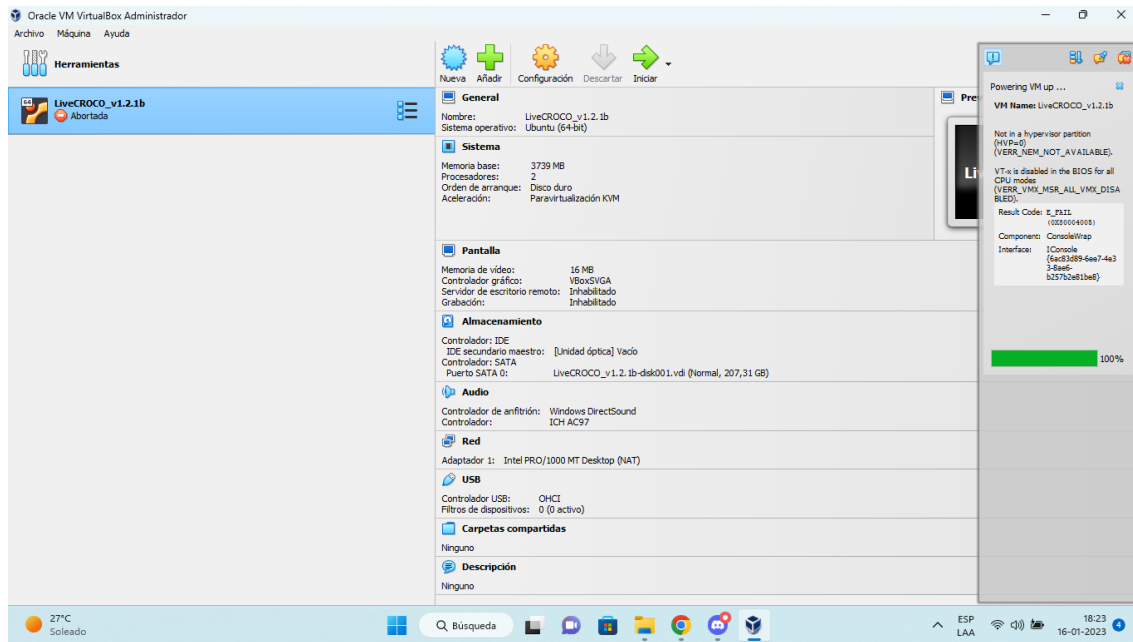 Oracle VM VirtualBox Administrador
Archivo Máquina Ayuda
Herramientas
Nueva Añadir Configuración Descartar Iniciar
64
LiveCROCO_v1.2.1b
Abortada
General
Nombre: LiveCROCO_v1.2.1b
Sistema operativo: Ubuntu (64-bit)
Sistema
Memoria base: 3739 MB
Procesadores: 2
Orden de arranque: Disco duro
Aceleración: Paravirtualización KVM
Pantalla
Memoria de vídeo: 16 MB
Controlador gráfico: VBoxSVGA
Servidor de escritorio remoto: Inhabilitado
Grabación: Inhabilitado
Almacenamiento
Controlador: IDE
IDE secundario maestro: [Unidad óptica] Vacío
Controlador: SATA
Puerto SATA 0: LiveCROCO_v1.2.1b-disk001.vdi (Normal, 207,31 GB)
Audio
Controlador de anfitrión: Windows DirectSound
Controlador: ICH AC97
Red
Adaptador 1: Intel PRO/1000 MT Desktop (NAT)
USB
Controlador USB: OHCI
Filtros de dispositivos: 0 (0 activo)
Carpetas compartidas
Ninguno
Descripción
Ninguno
Pre
Li
Powering VM up ...
VM Name: LiveCROCO_v1.2.1b
Not in a hypervisor partition
(HVP=0)
(VERR_NEM_NOT_AVAILABLE).
VT-x is disabled in the BIOS for all
CPU modes
(VERR_VMX_MSR_ALL_VMX_DISA
BLED).
Result Code: E_FAIL
(0X80004005)
Component: ConsoleWrap
Interface: IConsole
{6ac83d89-6ee7-4e3
3-8ae6-
b257b2e81be8}
100%
27°C
Soleado
Búsqueda
ESP
LAA
18:23
16-01-2023
4